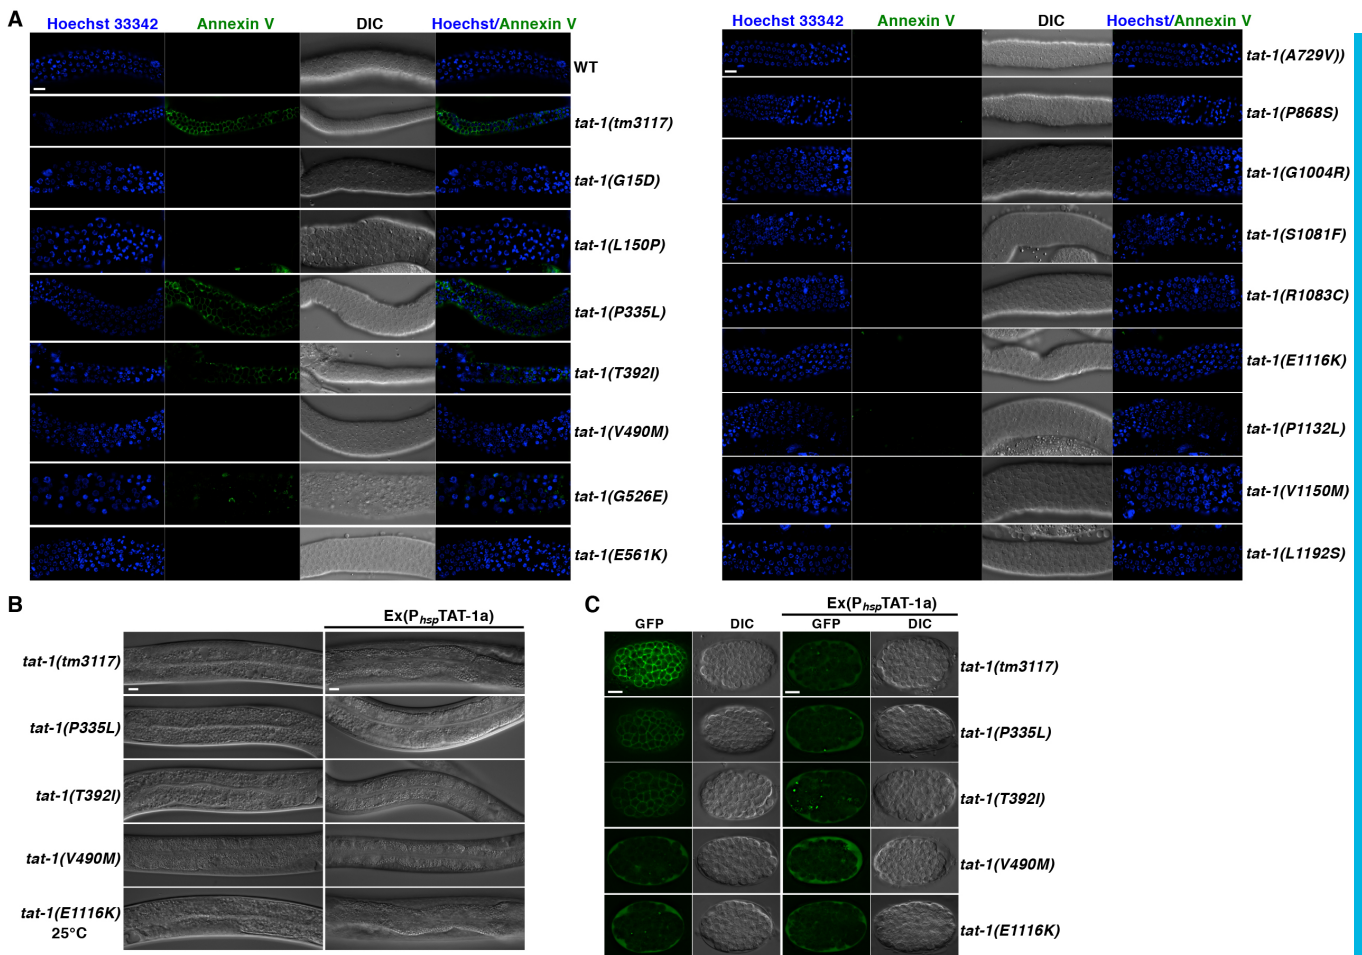 A
Hoechst 33342 Annexin V DIC Hoechst/Annexin V
WT
tat-1(tm3117)
tat-1(G15D)
tat-1(L150P)
tat-1(P335L)
tat-1(T392I)
tat-1(V490M)
tat-1(G526E)
tat-1(E561K)
Hoechst 33342 Annexin V DIC Hoechst/Annexin V
tat-1(A729V))
tat-1(P868S)
tat-1(G1004R)
tat-1(S1081F)
tat-1(R1083C)
tat-1(E1116K)
tat-1(P1132L)
tat-1(V1150M)
tat-1(L1192S)
B
Ex(PhspTAT-1a)
tat-1(tm3117)
tat-1(P335L)
tat-1(T392I)
tat-1(V490M)
tat-1(E1116K)
25°C
C
Ex(PhspTAT-1a)
GFP DIC GFP DIC
tat-1(tm3117)
tat-1(P335L)
tat-1(T392I)
tat-1(V490M)
tat-1(E1116K)